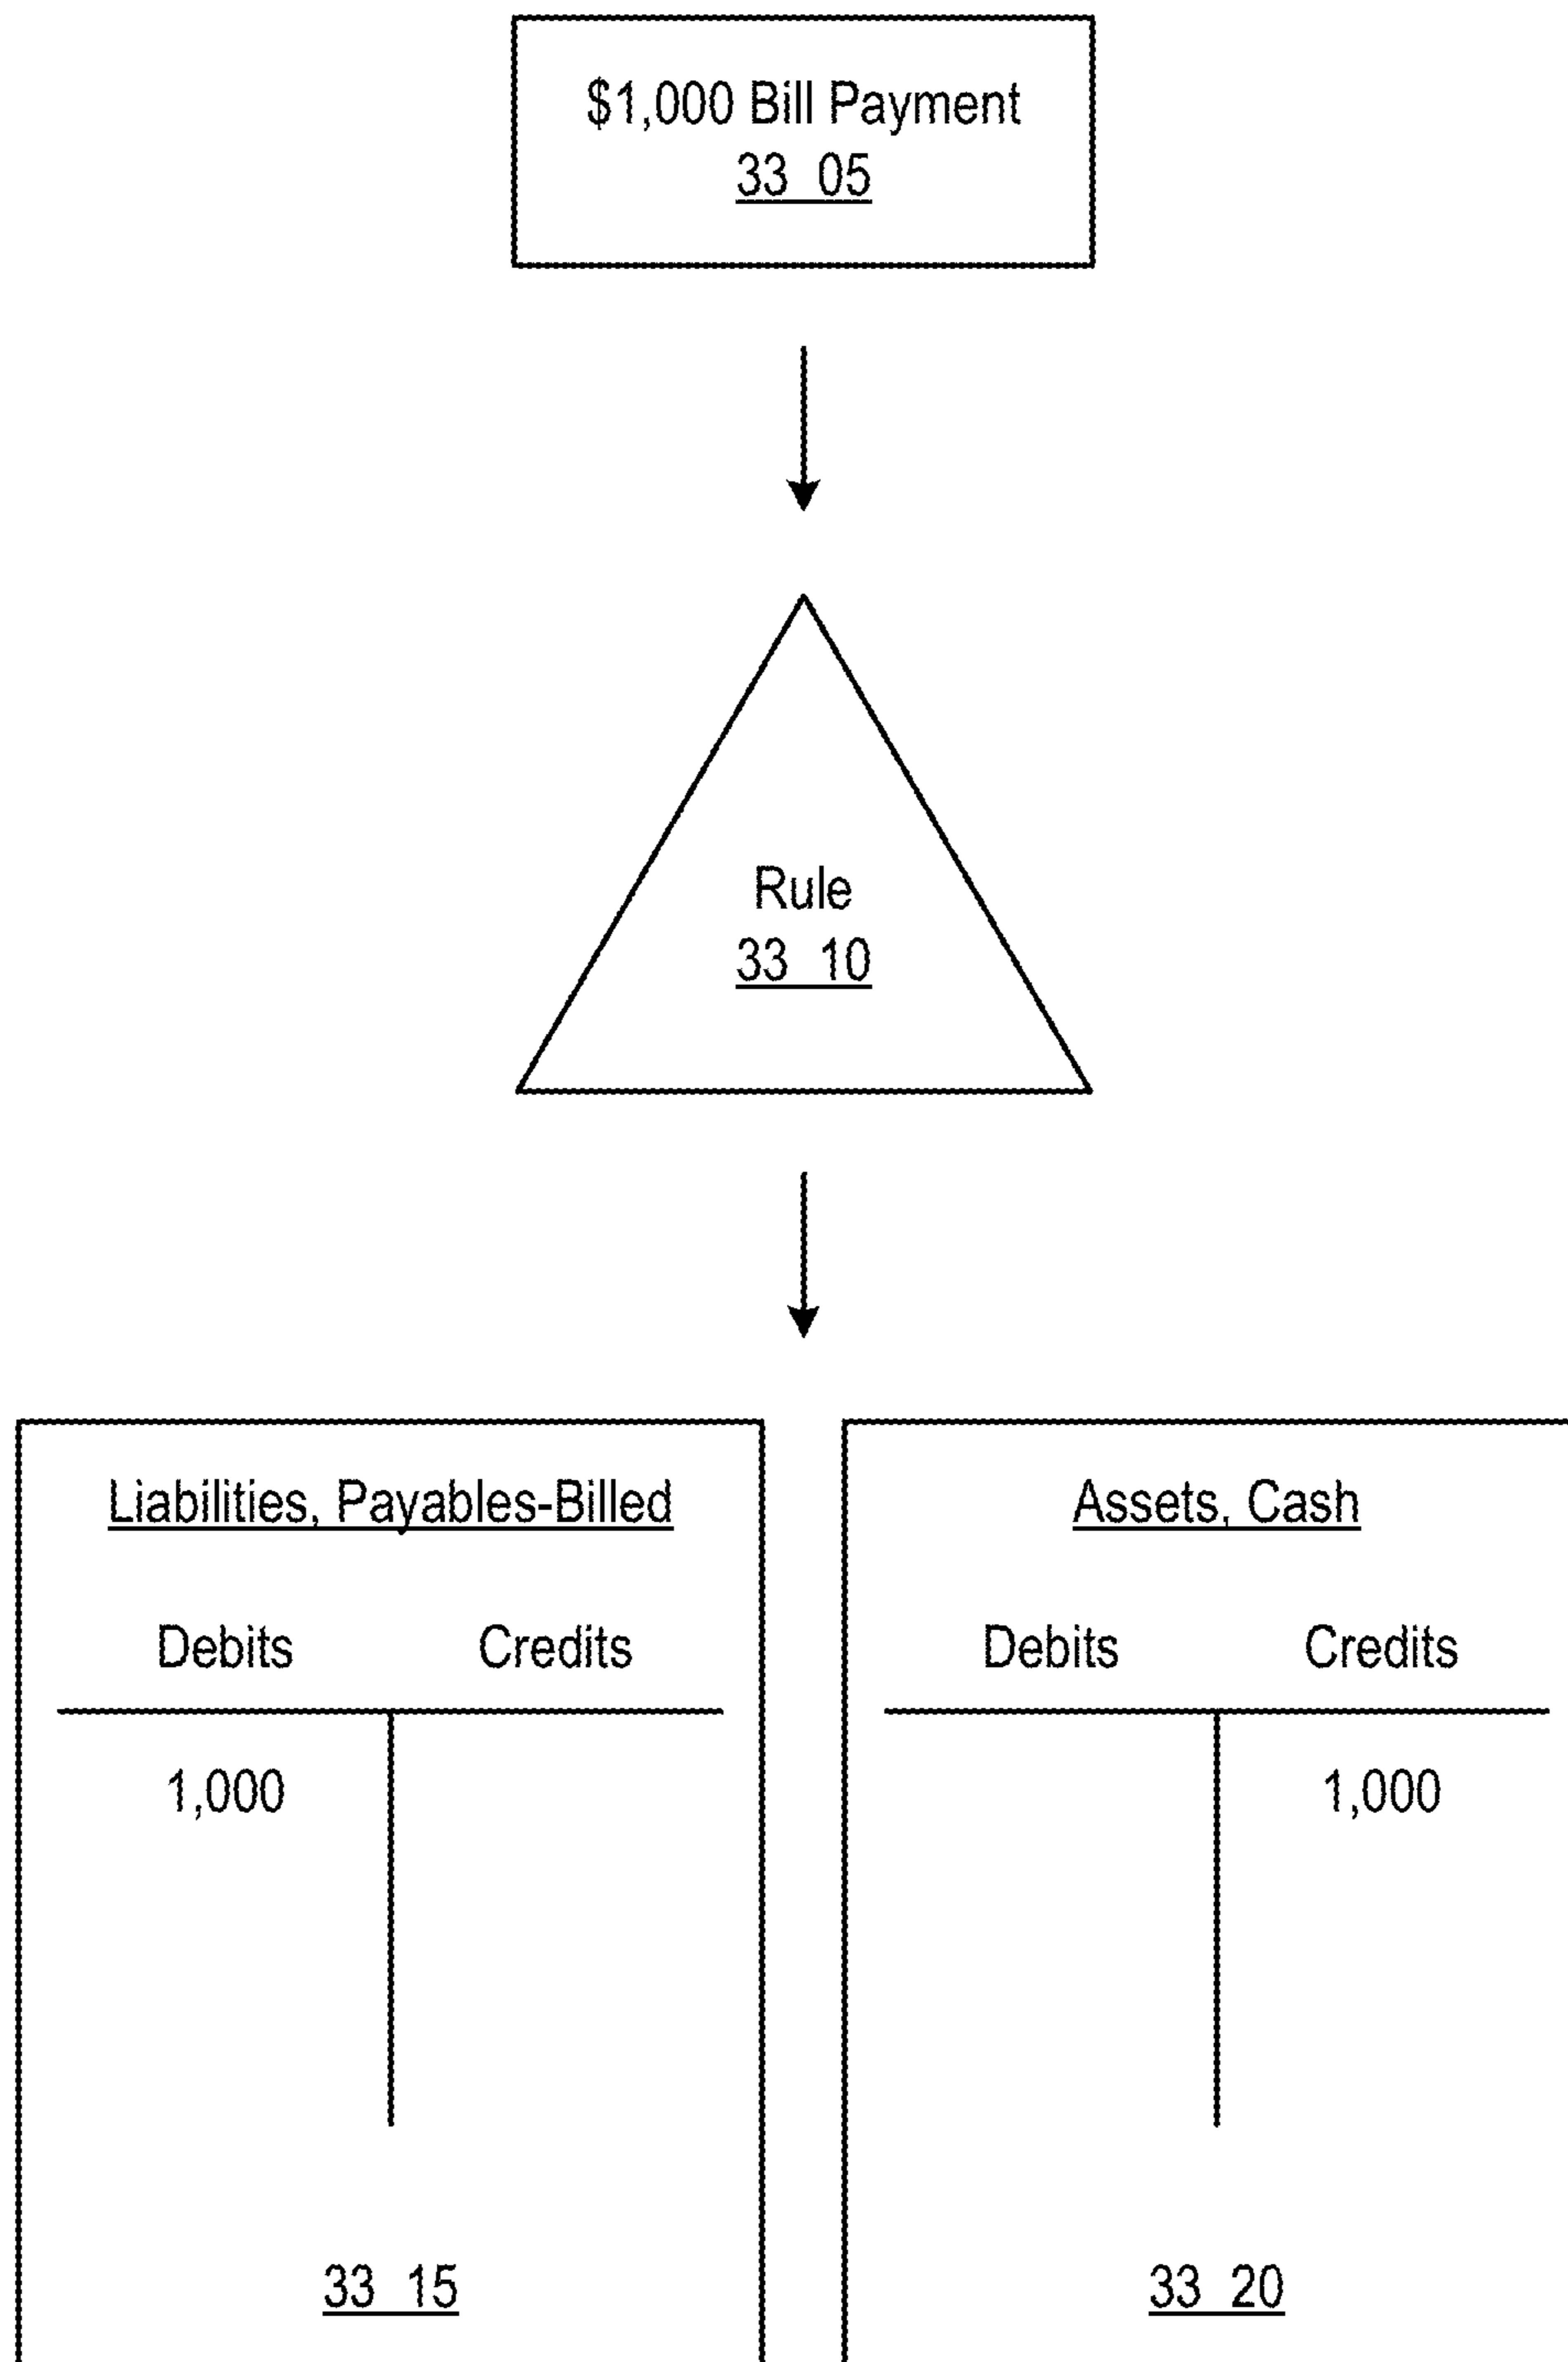 $1,000 Bill Payment
33_05
Rule
33_10
Liabilities, Payables-Billed
Debits Credits
1,000
33_15
Assets, Cash
Debits Credits
1,000
33_20